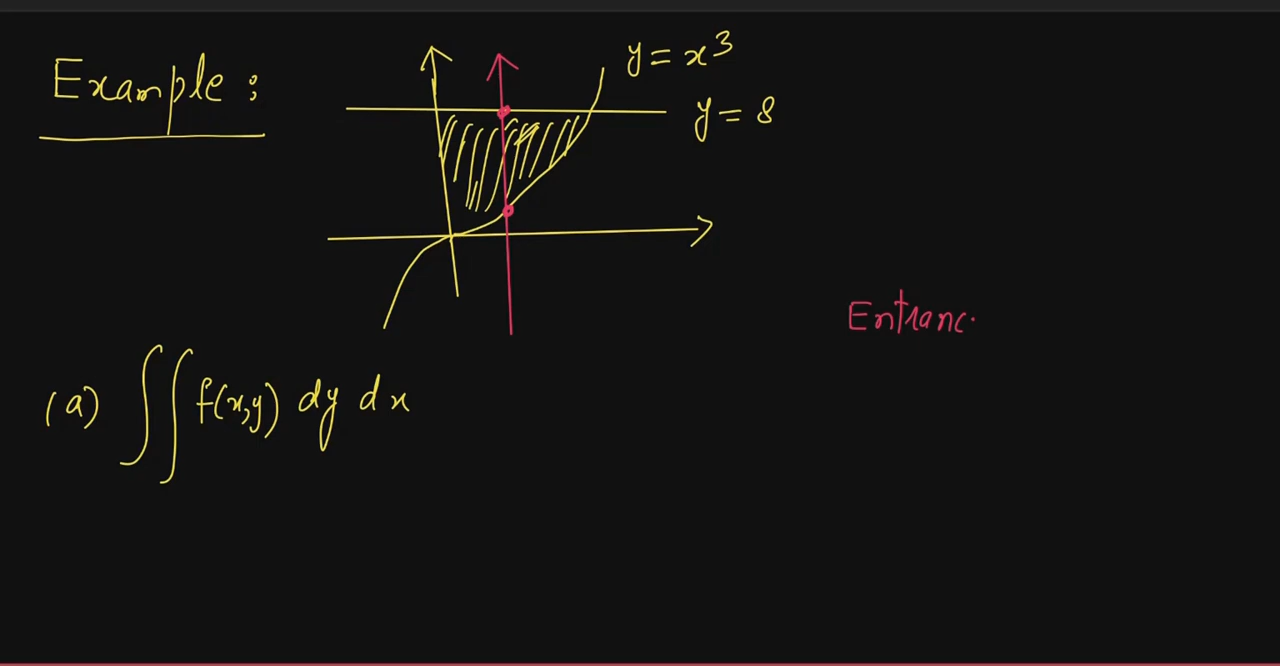 Example :
y = x³
y = 8
Entranc
(a) ∫∫ f(x,y) dy dx